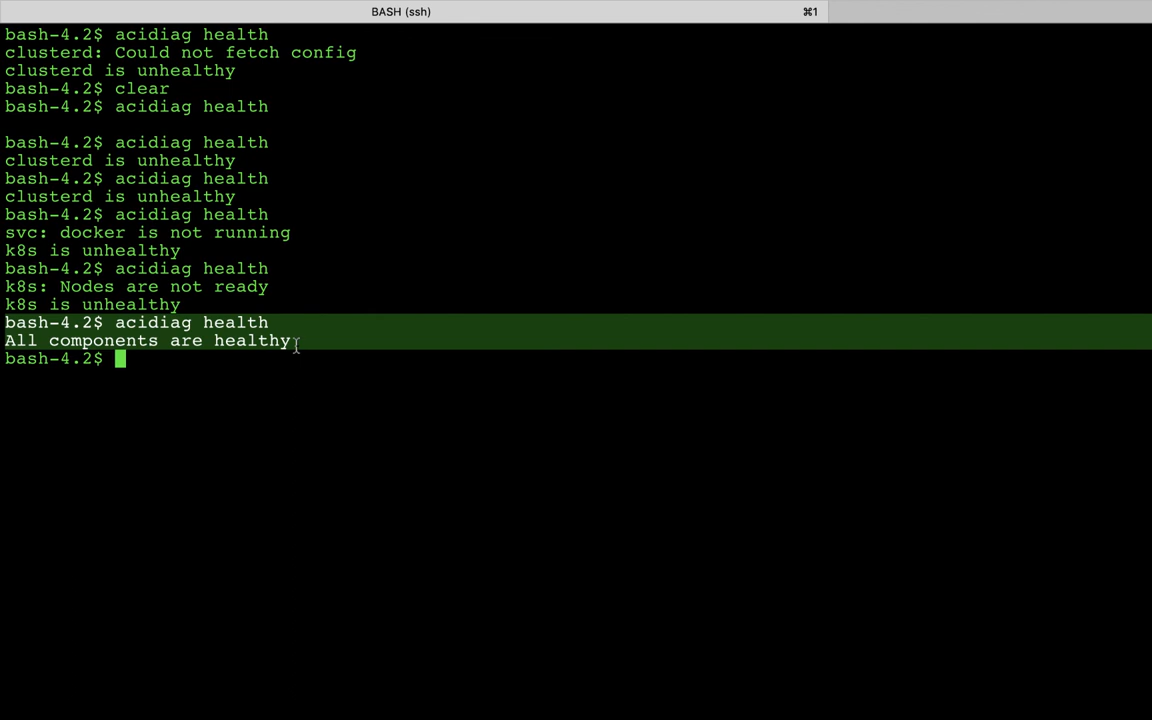 BASH (ssh) ⌘1
bash-4.2$ acidiag health
clusterd: Could not fetch config
clusterd is unhealthy
bash-4.2$ clear
bash-4.2$ acidiag health
bash-4.2$ acidiag health
clusterd is unhealthy
bash-4.2$ acidiag health
clusterd is unhealthy
bash-4.2$ acidiag health
svc: docker is not running
k8s is unhealthy
bash-4.2$ acidiag health
k8s: Nodes are not ready
k8s is unhealthy
bash-4.2$ acidiag health
All components are healthy
bash-4.2$